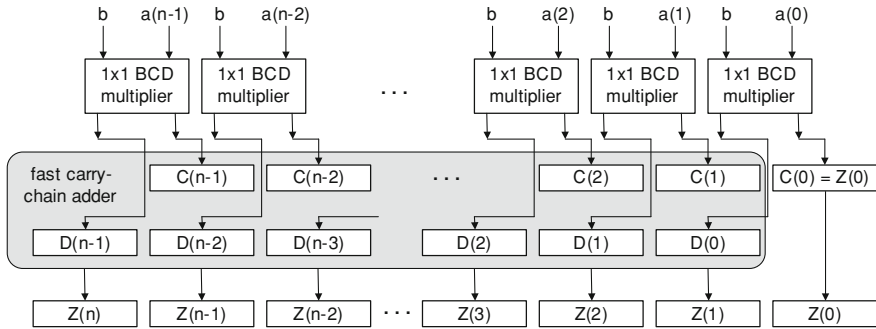 b a(n-1) b a(n-2) b a(2) b a(1) b a(0)
1x1 BCD multiplier 1x1 BCD multiplier ... 1x1 BCD multiplier 1x1 BCD multiplier 1x1 BCD multiplier
fast carry-
chain adder
C(n-1) C(n-2) ... C(2) C(1) C(0) = Z(0)
D(n-1) D(n-2) D(n-3) D(2) D(1) D(0)
Z(n) Z(n-1) Z(n-2) ... Z(3) Z(2) Z(1) Z(0)